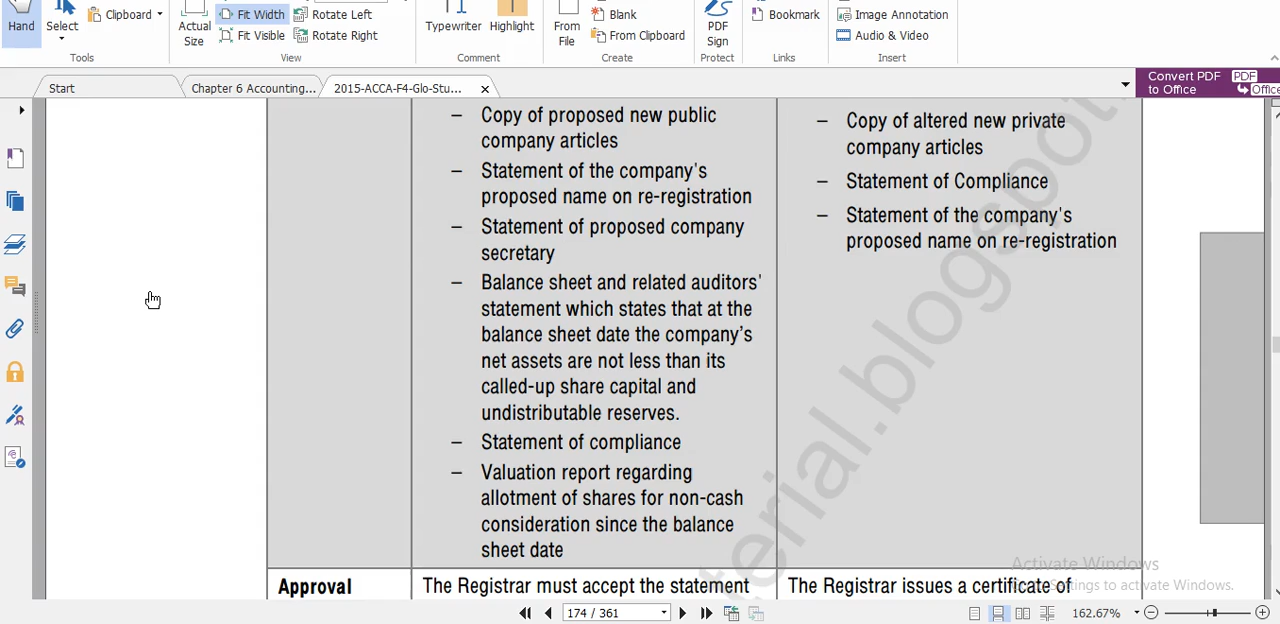 Hand
Select
Clipboard
Actual
Size
Fit Width
Fit Visible
Rotate Left
Rotate Right
Typewriter
Highlight
From
File
Blank
From Clipboard
PDF
Sign
Bookmark
Image Annotation
Audio & Video
Tools
View
Comment
Create
Protect
Links
Insert
Start
Chapter 6 Accounting...
2015-ACCA-F4-Glo-Stu...
Convert PDF
to Office
PDF
Office
– Copy of proposed new public
company articles
– Statement of the company's
proposed name on re-registration
– Statement of proposed company
secretary
– Balance sheet and related auditors'
statement which states that at the
balance sheet date the company's
net assets are not less than its
called-up share capital and
undistributable reserves.
– Statement of compliance
– Valuation report regarding
allotment of shares for non-cash
consideration since the balance
sheet date
– Copy of altered new private
company articles
– Statement of Compliance
– Statement of the company's
proposed name on re-registration
terial.blogspot
Approval
The Registrar must accept the statement
The Registrar issues a certificate of
Activate Windows
Settings to activate Windows.
174 / 361
162.67%